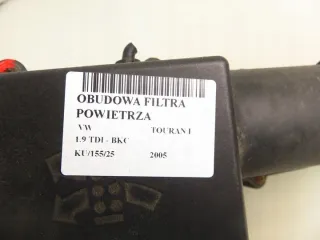 OBUDOWA FILTRA
POWIETRZA
VW TOURAN I
1.9 TDI - BKC
KU/155/25 2005